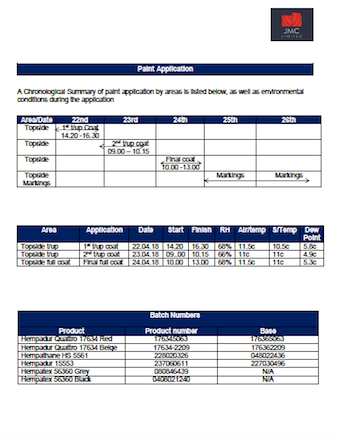 JMC
LIMITED
Paint Application
A Chronological Summary of paint application by areas is listed below, as well as environmental
conditions during the application
Area/Date 22nd 23rd 24th 25th 26th
Topside 1st t/up Coat
14.20 -16.30
Topside 2nd t/up coat
09.00 – 10.15
Topside Final coat
10.00 -13.00
Topside Markings Markings
Markings
Area Application Date Start Finish RH Air/temp S/Temp Dew
Point
Topside t/up 1st t/up coat 22.04.18 14.20 16.30 68% 11.5c 10.5c 5.8c
Topside t/up 2nd t/up coat 23.04.18 09..00 10.15 66% 11c 11c 4.9c
Topside full coat Final full coat 24.04.18 10.00 13.00 68% 11.5c 11c 5.3c
Batch Numbers
Product Product number Base
Hempadur Quattro 17634 Red 176345063 176365063
Hempadur Quattro 17634 Beige 17634-2209 176362209
Hempathane HS 5561 228020326 048022436
Hempadur 15553 237060611 227030496
Hempatex 56360 Grey 080846439 N/A
Hempatex 56360 Black 0408021240 N/A